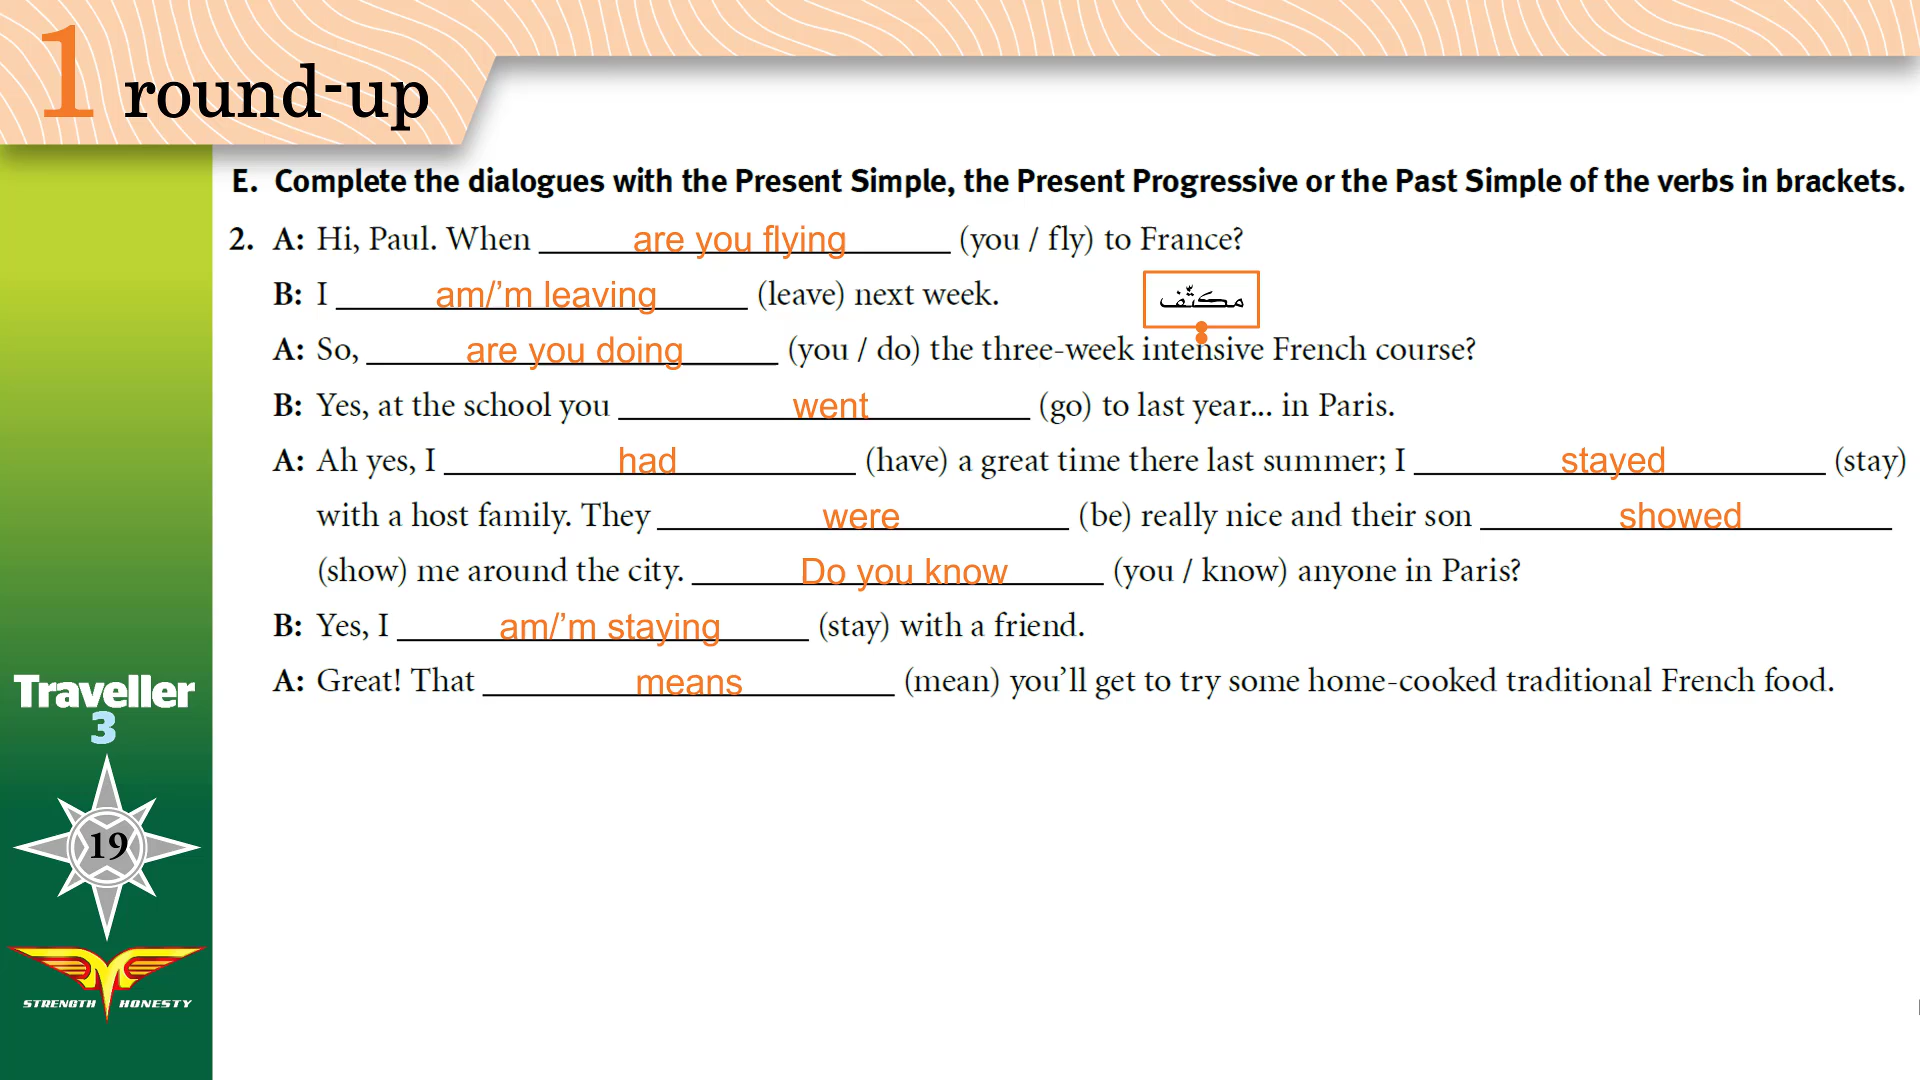 1 round-up
E. Complete the dialogues with the Present Simple, the Present Progressive or the Past Simple of the verbs in brackets.
2. A: Hi, Paul. When are you flying (you / fly) to France?
B: I am/’m leaving (leave) next week.
مكثّف
A: So, are you doing (you / do) the three-week intensive French course?
B: Yes, at the school you went (go) to last year... in Paris.
A: Ah yes, I had (have) a great time there last summer; I stayed (stay)
with a host family. They were (be) really nice and their son showed
(show) me around the city. Do you know (you / know) anyone in Paris?
B: Yes, I am/’m staying (stay) with a friend.
A: Great! That means (mean) you’ll get to try some home-cooked traditional French food.
Traveller
3
19
STRENGTH HONESTY